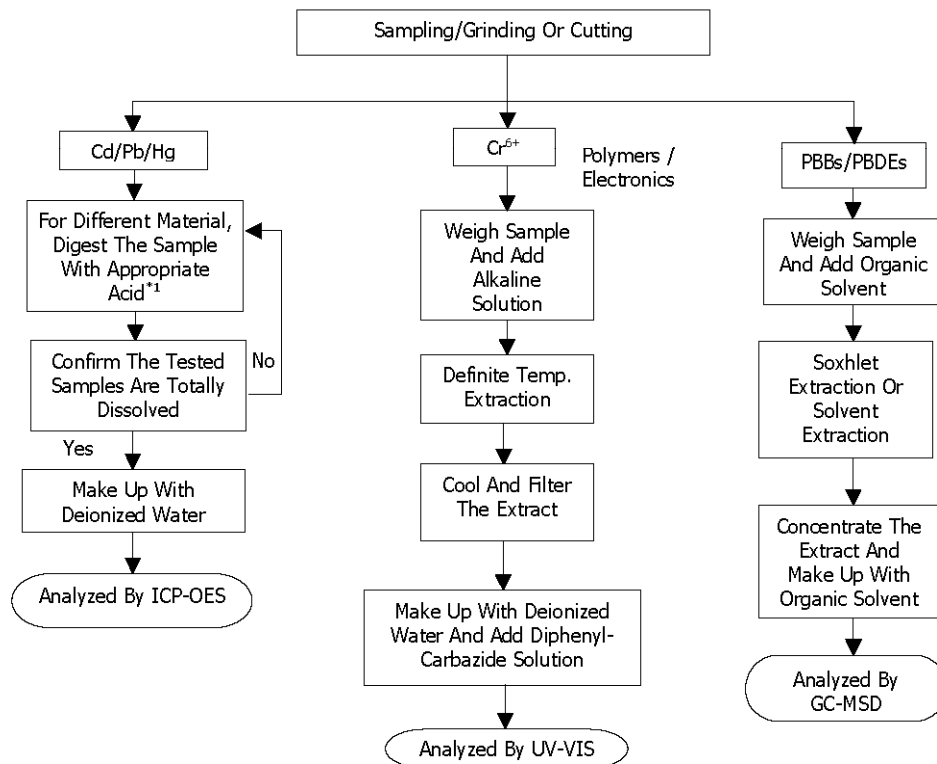 Sampling/Grinding Or Cutting
Cd/Pb/Hg
For Different Material,
Digest The Sample
With Appropriate
Acid*1
Confirm The Tested
Samples Are Totally
Dissolved
No
Yes
Make Up With
Deionized Water
Analyzed By ICP-OES
Cr6+
Polymers /
Electronics
Weigh Sample
And Add
Alkaline
Solution
Definite Temp.
Extraction
Cool And Filter
The Extract
Make Up With Deionized
Water And Add Diphenyl-
Carbazide Solution
Analyzed By UV-VIS
PBBs/PBDEs
Weigh Sample
And Add Organic
Solvent
Soxhlet
Extraction Or
Solvent
Extraction
Concentrate The
Extract And
Make Up With
Organic Solvent
Analyzed By
GC-MSD